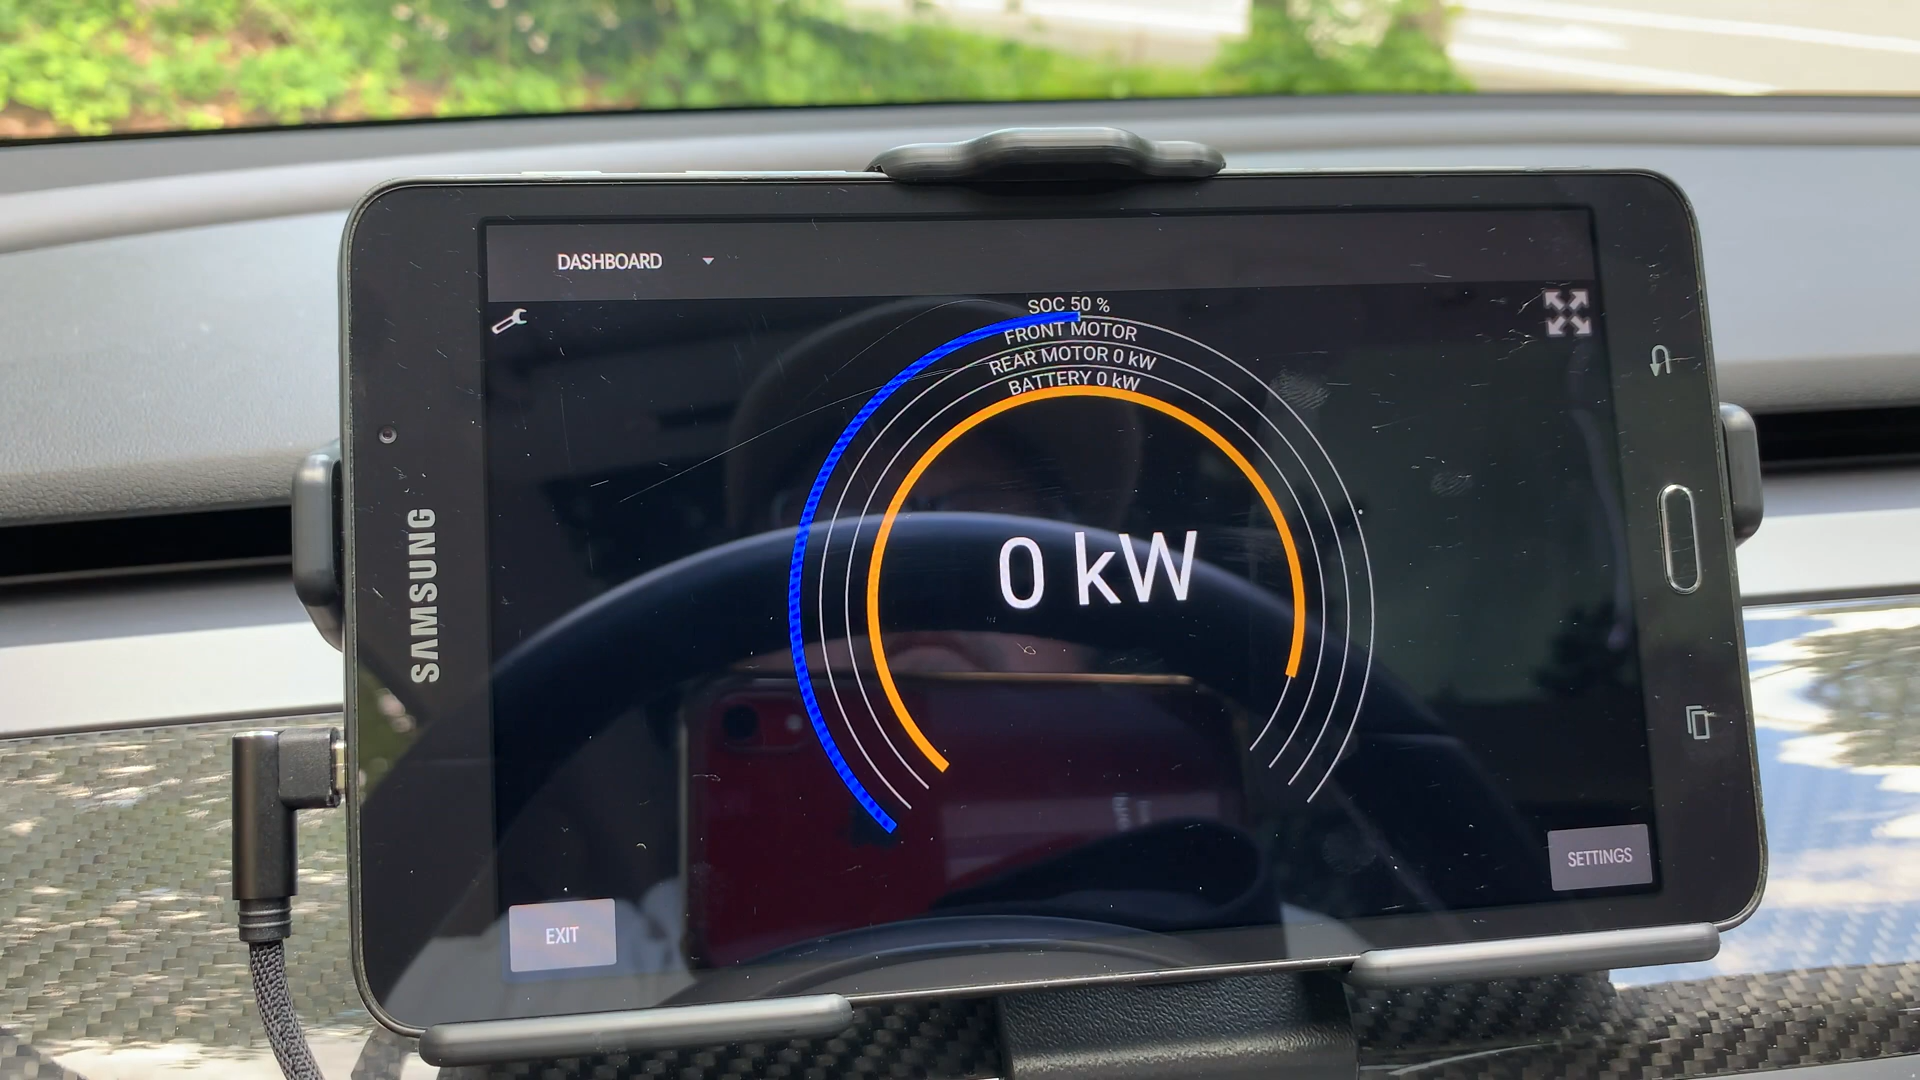 DASHBOARD
SOC 50 %
FRONT MOTOR
REAR MOTOR 0 kW
BATTERY 0 kW
0 kW
SAMSUNG
SETTINGS
EXIT